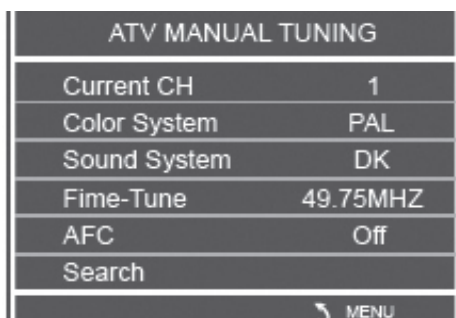 ATV MANUAL TUNING
Current CH 1
Color System PAL
Sound System DK
Fime-Tune 49.75MHZ
AFC Off
Search
MENU